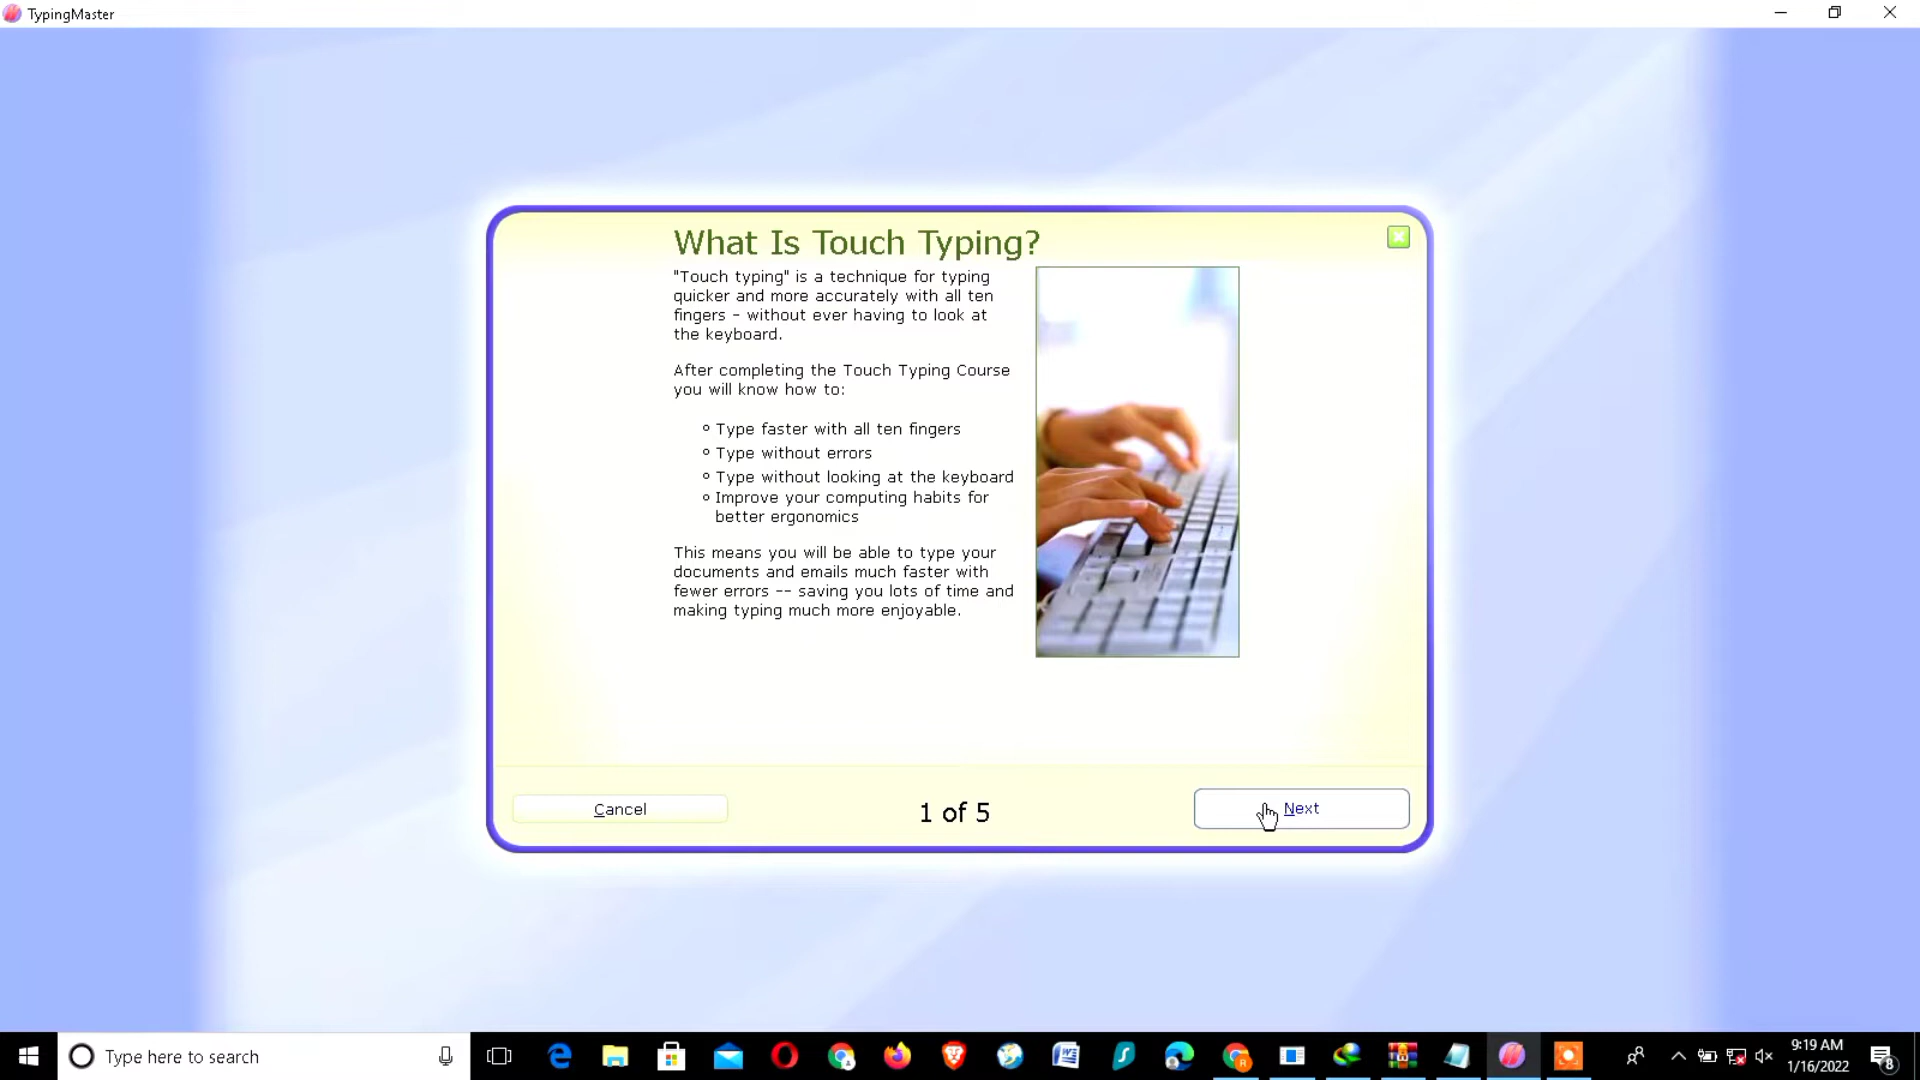 TypingMaster
What Is Touch Typing?
"Touch typing" is a technique for typing
quicker and more accurately with all ten
fingers - without ever having to look at
the keyboard.
After completing the Touch Typing Course
you will know how to:
Type faster with all ten fingers
Type without errors
Type without looking at the keyboard
Improve your computing habits for
better ergonomics
This means you will be able to type your
documents and emails much faster with
fewer errors -- saving you lots of time and
making typing much more enjoyable.
Cancel
1 of 5
Next
Type here to search
9:19 AM
1/16/2022
8